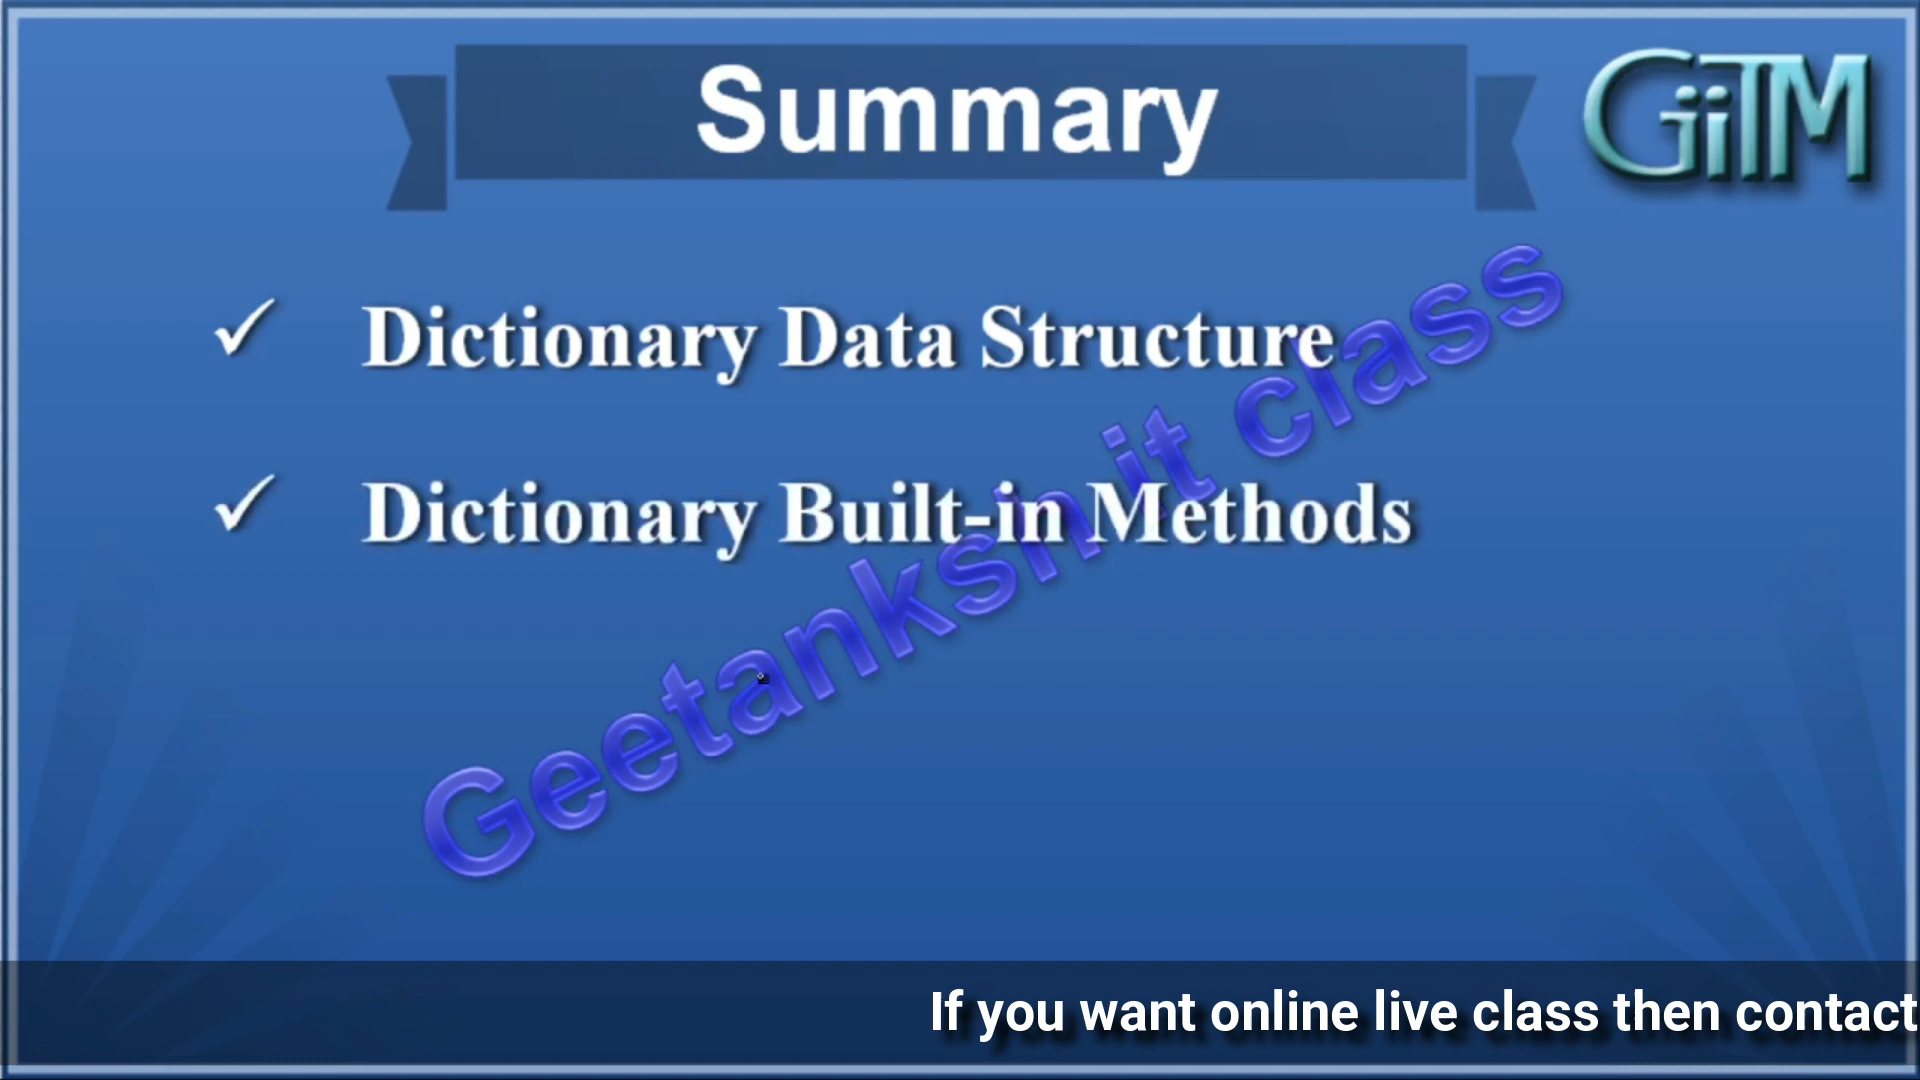 Summary
GiTM
✓ Dictionary Data Structure
✓ Dictionary Built-in Methods
Geetanksh it class
If you want online live class then contact